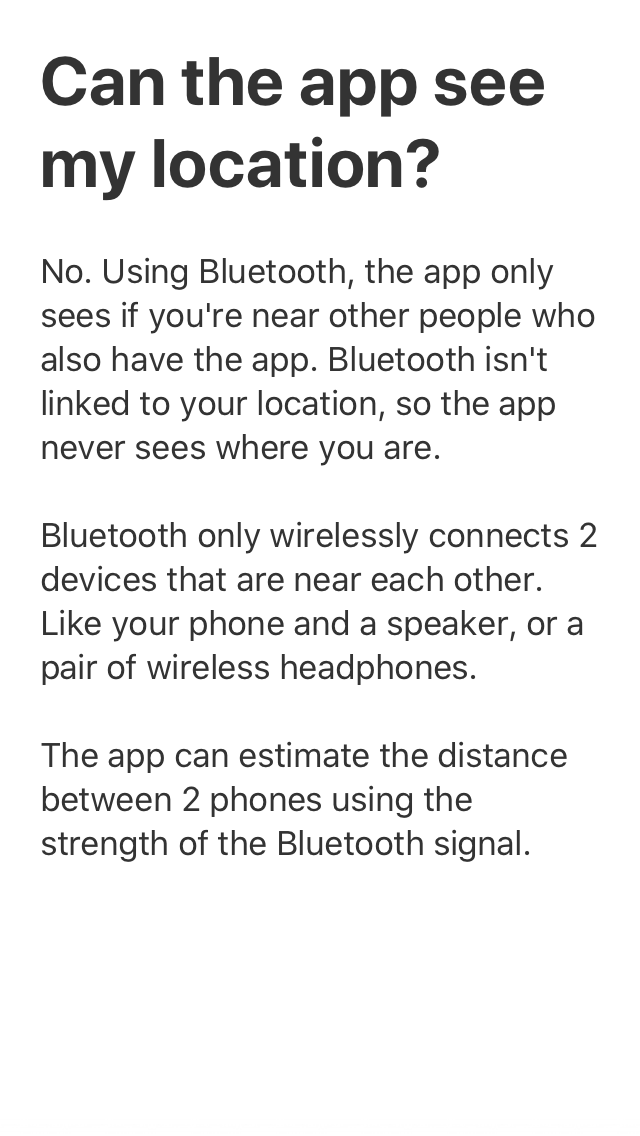 Can the app see
my location?
No. Using Bluetooth, the app only
sees if you're near other people who
also have the app. Bluetooth isn't
linked to your location, so the app
never sees where you are.
Bluetooth only wirelessly connects 2
devices that are near each other.
Like your phone and a speaker, or a
pair of wireless headphones.
The app can estimate the distance
between 2 phones using the
strength of the Bluetooth signal.